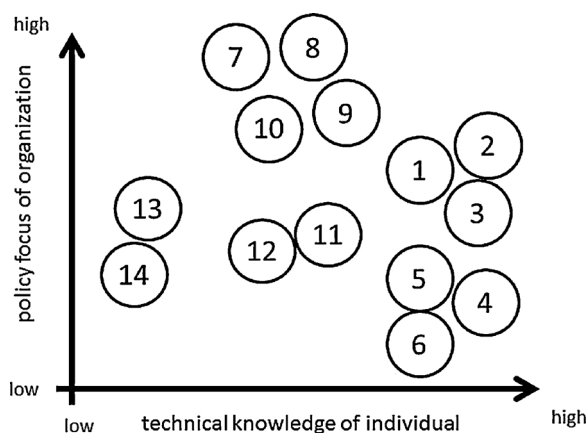 high
policy focus of organization
7
8
9
10
2
1
3
13
11
12
14
5
4
6
low
low
technical knowledge of individual
high